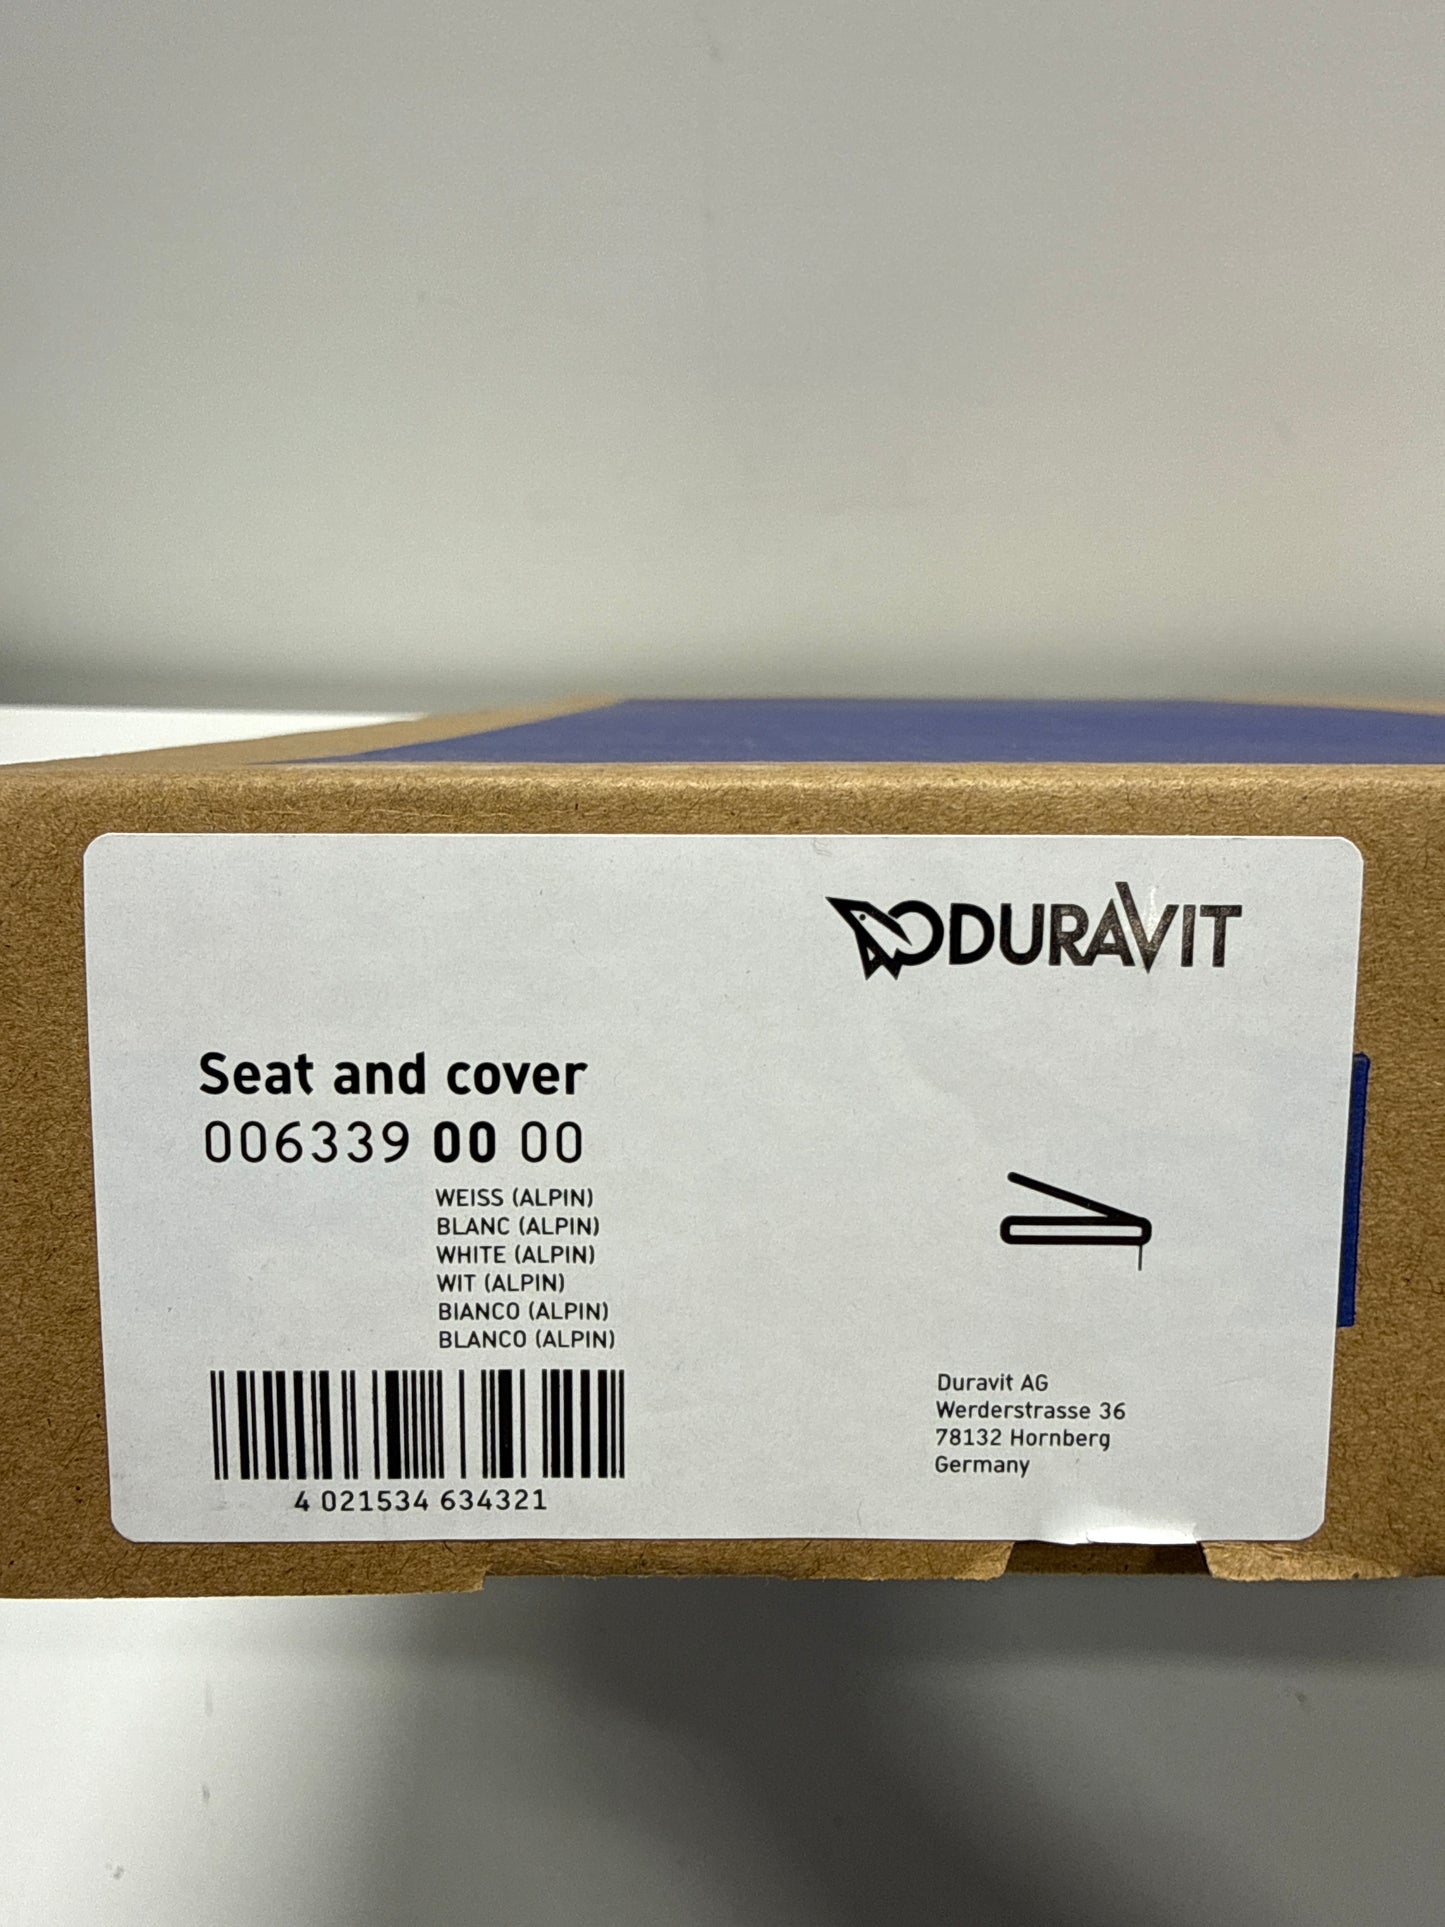 DURAVIT
Seat and cover
006339 00 00
WEISS (ALPIN)
BLANC (ALPIN)
WHITE (ALPIN)
WIT (ALPIN)
BIANCO (ALPIN)
BLANCO (ALPIN)
4 021534 634321
Duravit AG
Werderstrasse 36
78132 Hornberg
Germany